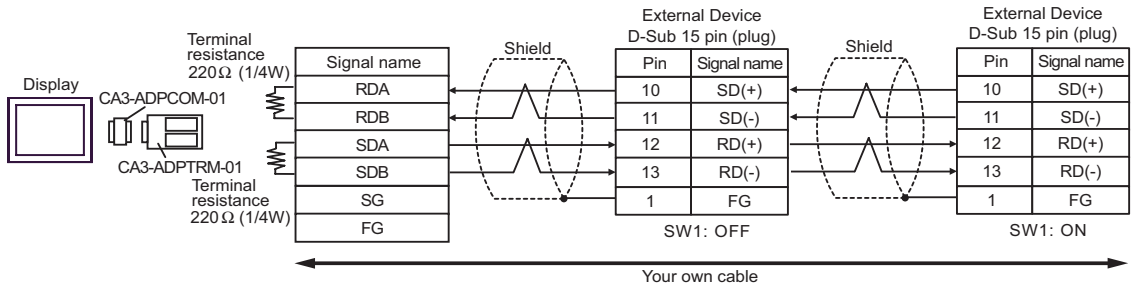 Display
CA3-ADPCOM-01
CA3-ADPTRM-01
Terminal
resistance
220Ω (1/4W)
Terminal
resistance
220Ω (1/4W)
Signal name
RDA
RDB
SDA
SDB
SG
FG
Shield
External Device
D-Sub 15 pin (plug)
Pin Signal name
10 SD(+)
11 SD(-)
12 RD(+)
13 RD(-)
1 FG
SW1: OFF
Shield
External Device
D-Sub 15 pin (plug)
Pin Signal name
10 SD(+)
11 SD(-)
12 RD(+)
13 RD(-)
1 FG
SW1: ON
Your own cable